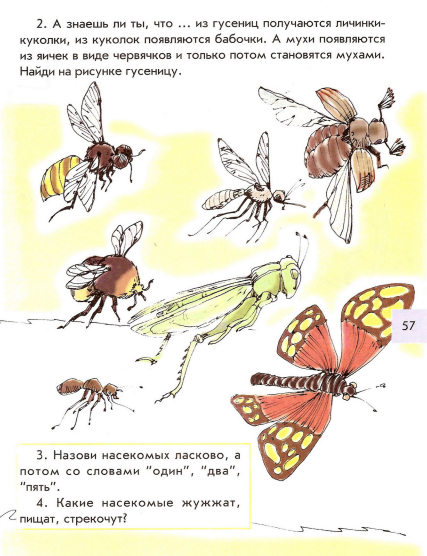 2. А знаешь ли ты, что ... из гусениц получаются личинки-
куколки, из куколок появляются бабочки. А мухи появляются
из яичек в виде червячков и только потом становятся мухами.
Найди на рисунке гусеницу.
57
3. Назови насекомых ласково, а
потом со словами “один”, “два”,
“пять”.
4. Какие насекомые жужжат,
пищат, стрекочут?